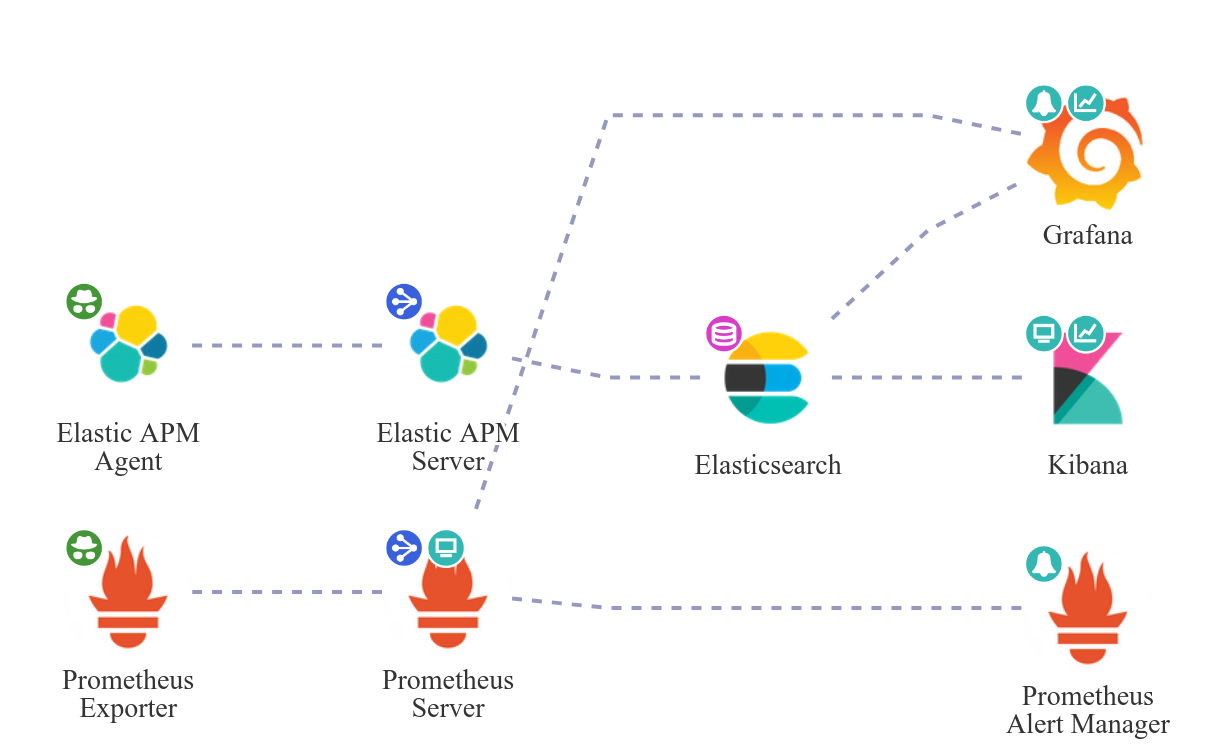 Grafana
Elastic APM
Agent
Elastic APM
Server
Elasticsearch
Kibana
Prometheus
Exporter
Prometheus
Server
Prometheus
Alert Manager